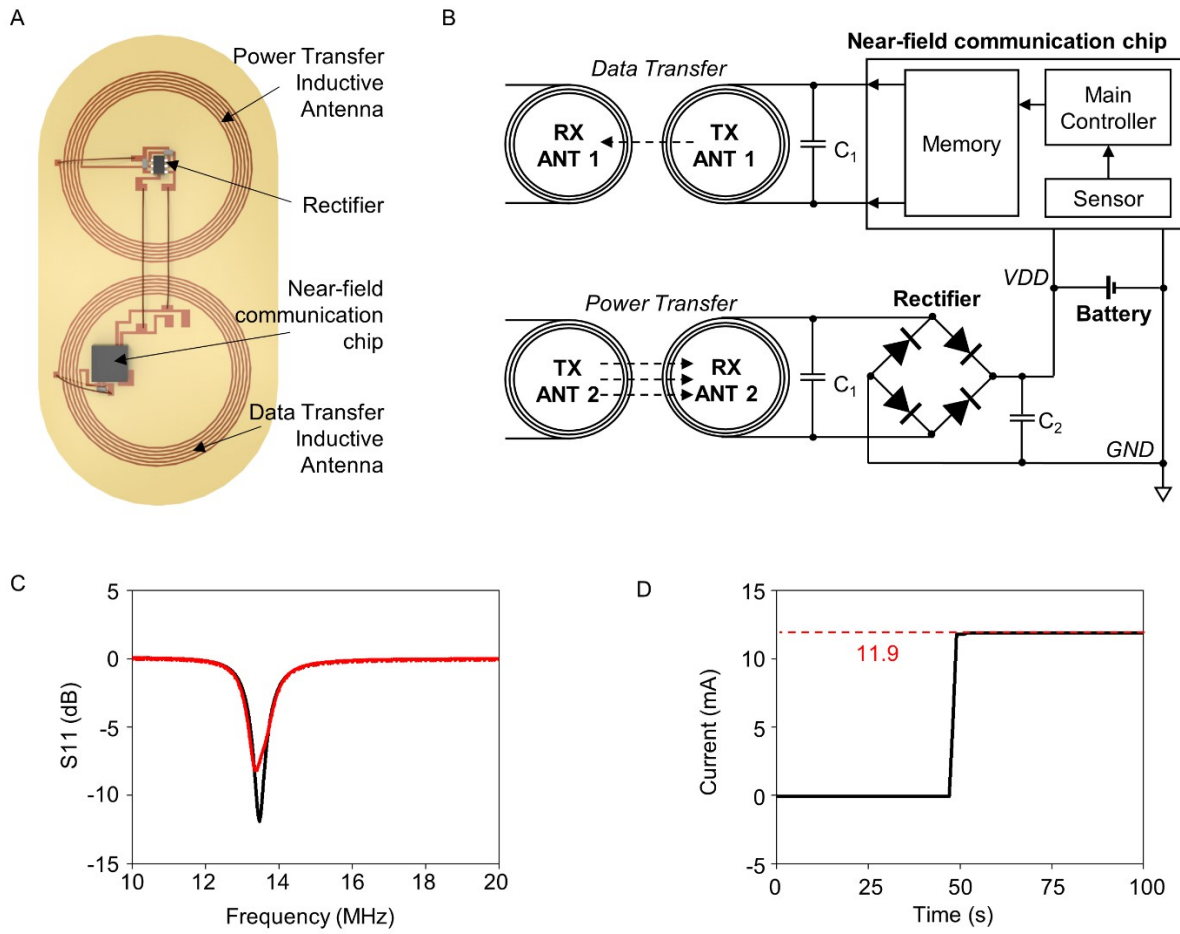 A
Power Transfer
Inductive
Antenna
Rectifier
Near-field
communication
chip
Data Transfer
Inductive
Antenna
B
Near-field communication chip
Data Transfer
RX
ANT 1
TX
ANT 1
C1
Memory
Main
Controller
Sensor
Power Transfer
TX
ANT 2
RX
ANT 2
C1
Rectifier
VDD
Battery
C2
GND
C
5
0
-5
-10
-15
S11 (dB)
10 12 14 16 18 20
Frequency (MHz)
D
15
10
5
0
-5
Current (mA)
11.9
0 25 50 75 100
Time (s)